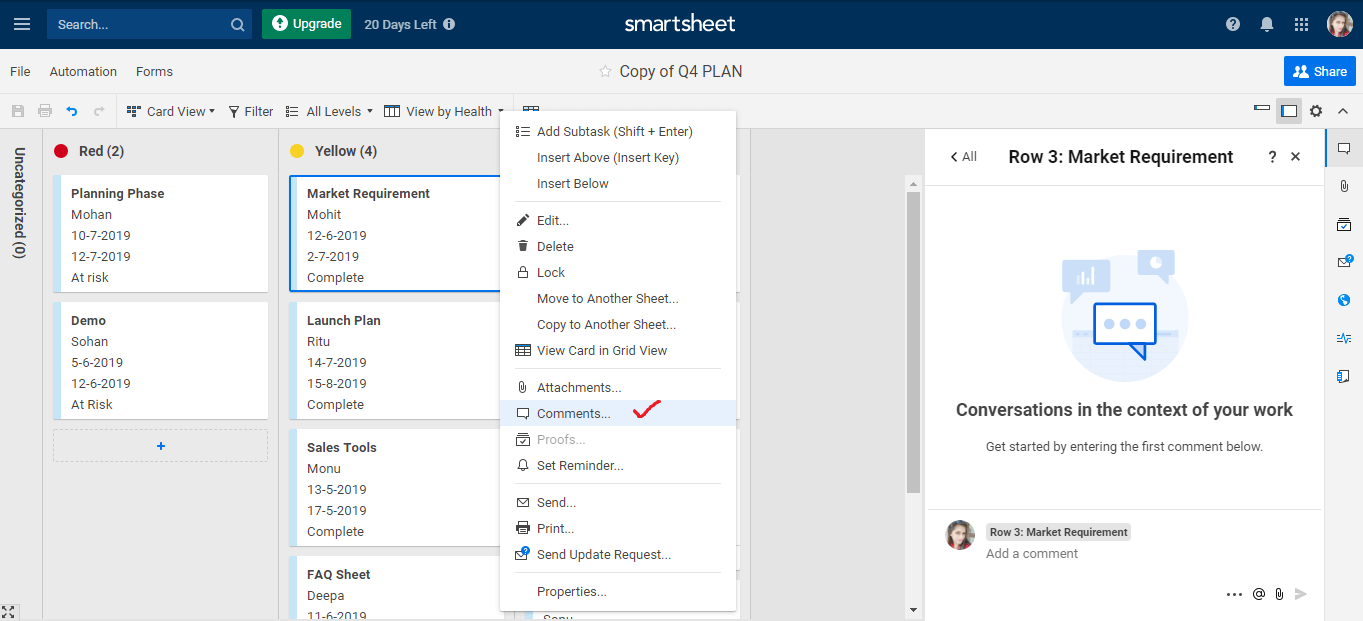 Search...
Upgrade
20 Days Left
smartsheet
File
Automation
Forms
Copy of Q4 PLAN
Share
Card View
Filter
All Levels
View by Health
Uncategorized (0)
Red (2)
Planning Phase
Mohan
10-7-2019
12-7-2019
At risk
Demo
Sohan
5-6-2019
12-6-2019
At Risk
+
Yellow (4)
Market Requirement
Mohit
12-6-2019
2-7-2019
Complete
Launch Plan
Ritu
14-7-2019
15-8-2019
Complete
Sales Tools
Monu
13-5-2019
17-5-2019
Complete
FAQ Sheet
Deepa
11-6-2019
Add Subtask (Shift + Enter)
Insert Above (Insert Key)
Insert Below
Edit...
Delete
Lock
Move to Another Sheet...
Copy to Another Sheet...
View Card in Grid View
Attachments...
Comments...
Proofs...
Set Reminder...
Send...
Print...
Send Update Request...
Properties...
Sonu
All
Row 3: Market Requirement
?
Conversations in the context of your work
Get started by entering the first comment below.
Row 3: Market Requirement
Add a comment
@